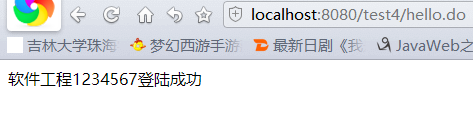 localhost:8080/test4/hello.do
吉林大学珠海 梦幻西游手游 最新日剧《我 JavaWeb之
软件工程1234567登陆成功